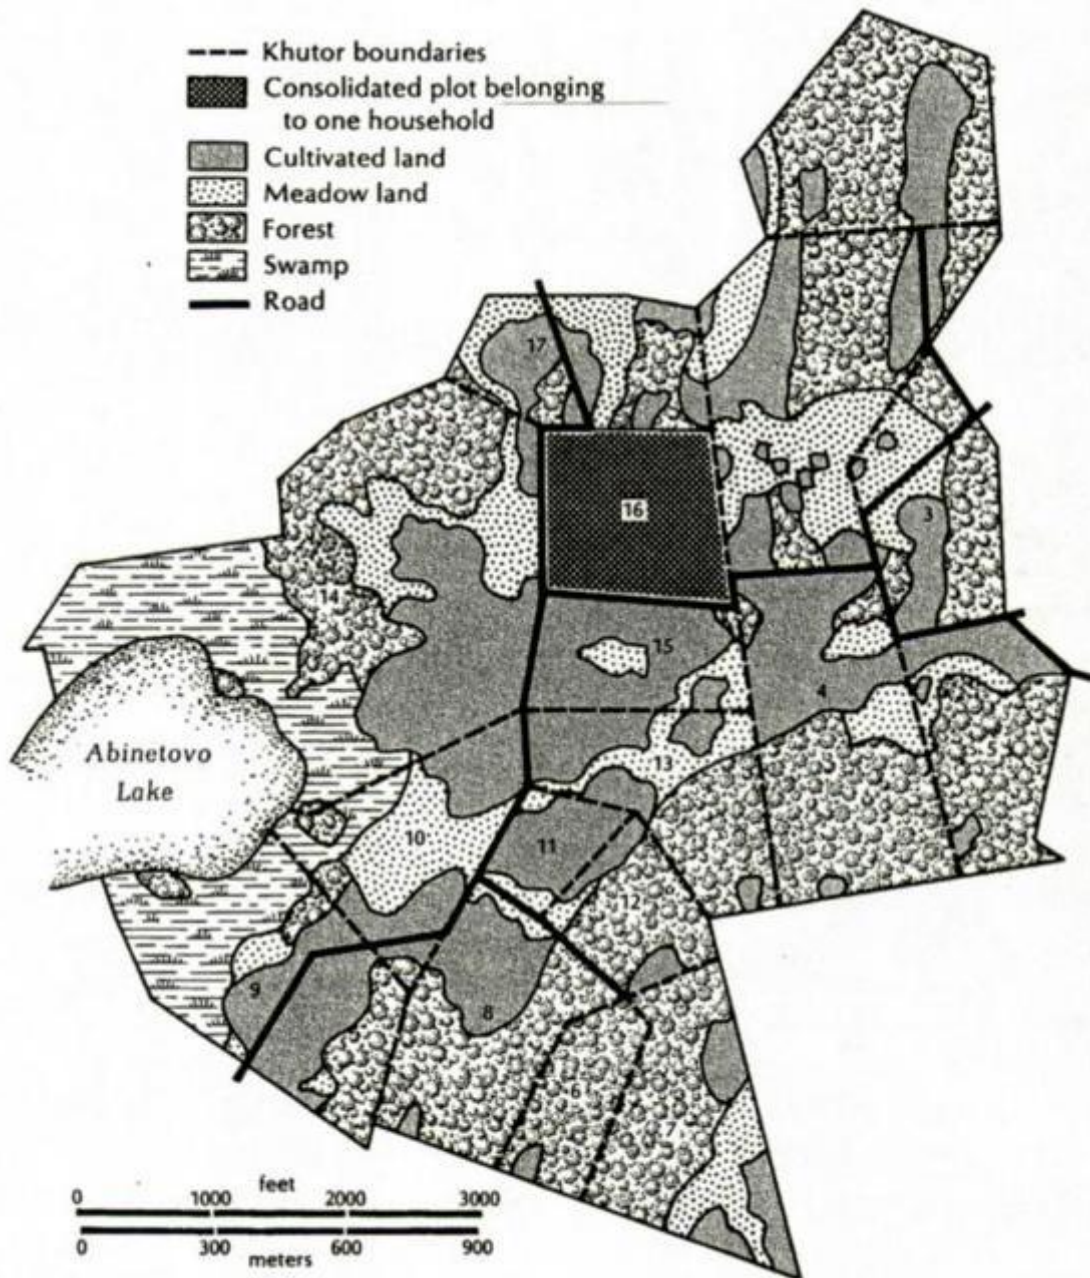 Khutor boundaries
Consolidated plot belonging
to one household
Cultivated land
Meadow land
Forest
Swamp
Road
1
17
16
3
14
15
4
Abinetovo
Lake
13
5
10
11
12
9
8
6
7
feet
0 1000 2000 3000
0 300 600 900
meters